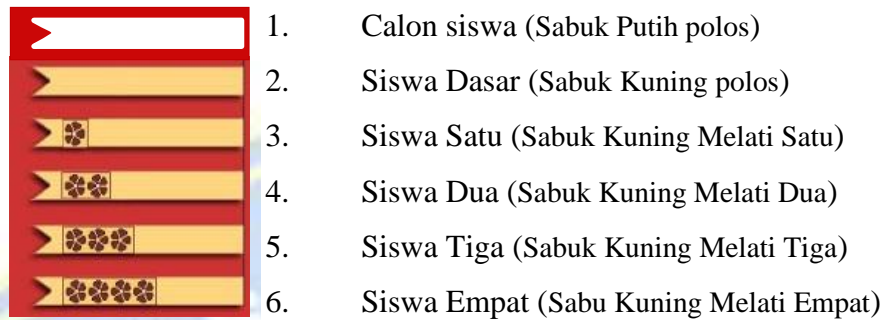 1. Calon siswa (Sabuk Putih polos)
2. Siswa Dasar (Sabuk Kuning polos)
3. Siswa Satu (Sabuk Kuning Melati Satu)
4. Siswa Dua (Sabuk Kuning Melati Dua)
5. Siswa Tiga (Sabuk Kuning Melati Tiga)
6. Siswa Empat (Sabu Kuning Melati Empat)